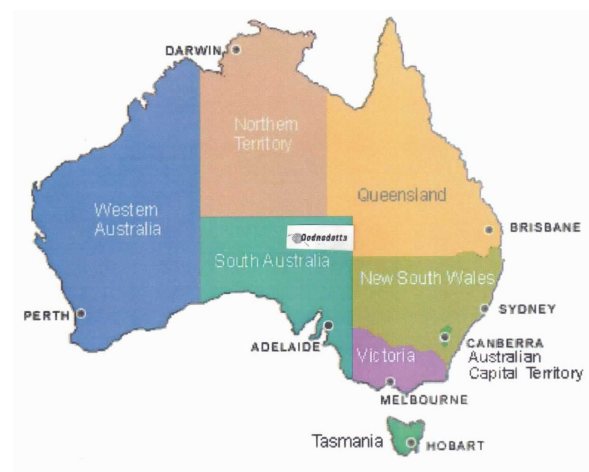 DARWIN
Northern
Territory
Queensland
Western
Australia
BRISBANE
Oodnadatta
South Australia
New South Wales
PERTH
SYDNEY
ADELAIDE
CANBERRA
Australian
Capital Territory
Victoria
MELBOURNE
Tasmania
HOBART